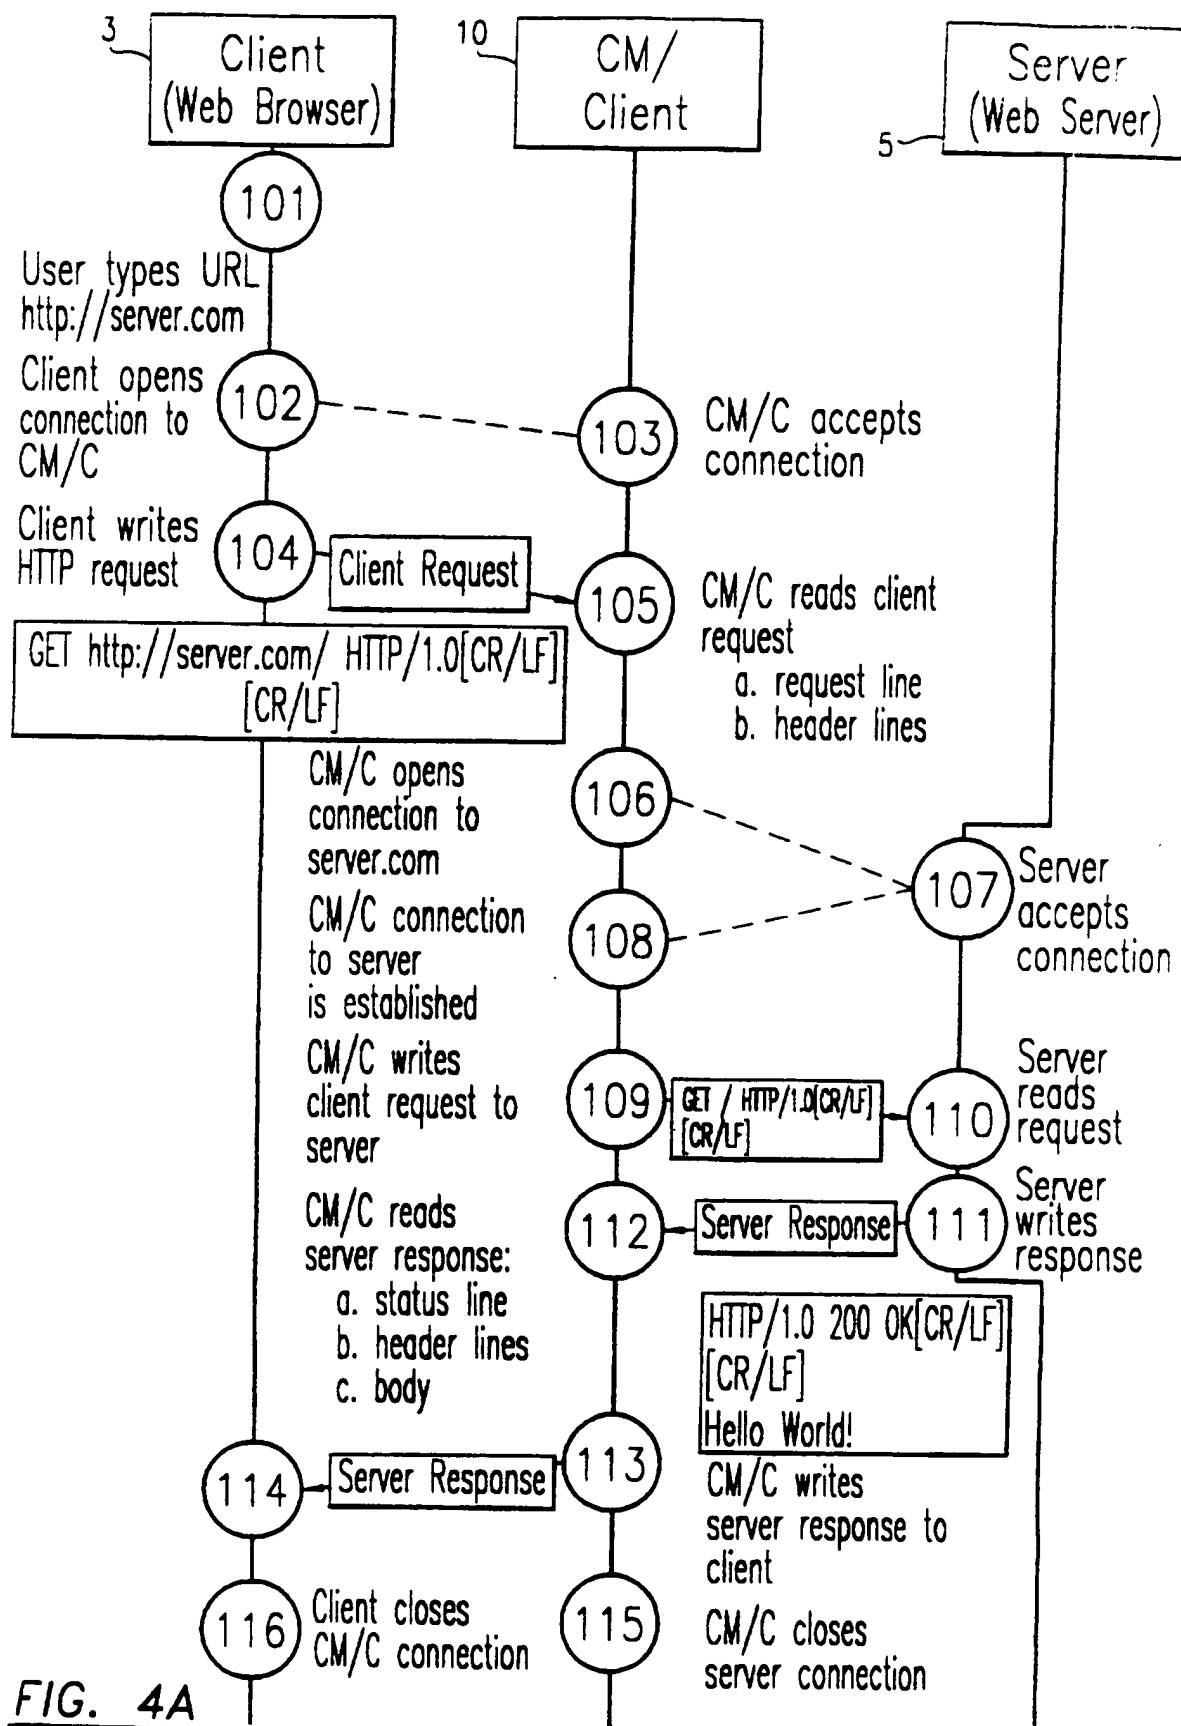 3
Client
(Web Browser)
10
CM/
Client
Server
(Web Server)
5
101
User types URL
http://server.com
Client opens
connection to
CM/C
102
103
CM/C accepts
connection
Client writes
HTTP request
104
Client Request
105
CM/C reads client
request
a. request line
b. header lines
GET http://server.com/ HTTP/1.0[CR/LF]
[CR/LF]
CM/C opens
connection to
server.com
106
107
Server
accepts
connection
CM/C connection
to server
is established
108
CM/C writes
client request to
server
109
GET / HTTP/1.0[CR/LF]
[CR/LF]
110
Server
reads
request
CM/C reads
server response:
a. status line
b. header lines
c. body
112
Server Response
111
Server
writes
response
HTTP/1.0 200 OK[CR/LF]
[CR/LF]
Hello World!
114
Server Response
113
CM/C writes
server response to
client
116
Client closes
CM/C connection
115
CM/C closes
server connection
FIG. 4A